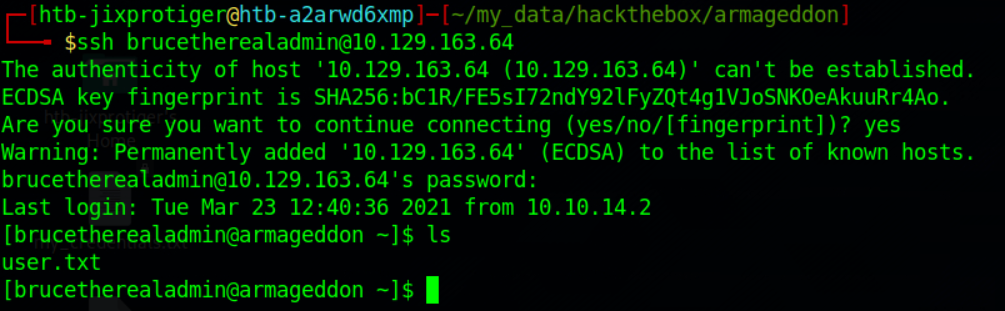 ┌─[htb-jixprotiger@htb-a2arwd6xmp]─[~/my_data/hackthebox/armageddon]
└──╼ $ssh brucetherealadmin@10.129.163.64
The authenticity of host '10.129.163.64 (10.129.163.64)' can't be established.
ECDSA key fingerprint is SHA256:bC1R/FE5sI72ndY92lFyZQt4g1VJoSNKOeAkuuRr4Ao.
Are you sure you want to continue connecting (yes/no/[fingerprint])? yes
Warning: Permanently added '10.129.163.64' (ECDSA) to the list of known hosts.
brucetherealadmin@10.129.163.64's password:
Last login: Tue Mar 23 12:40:36 2021 from 10.10.14.2
[brucetherealadmin@armageddon ~]$ ls
user.txt
[brucetherealadmin@armageddon ~]$